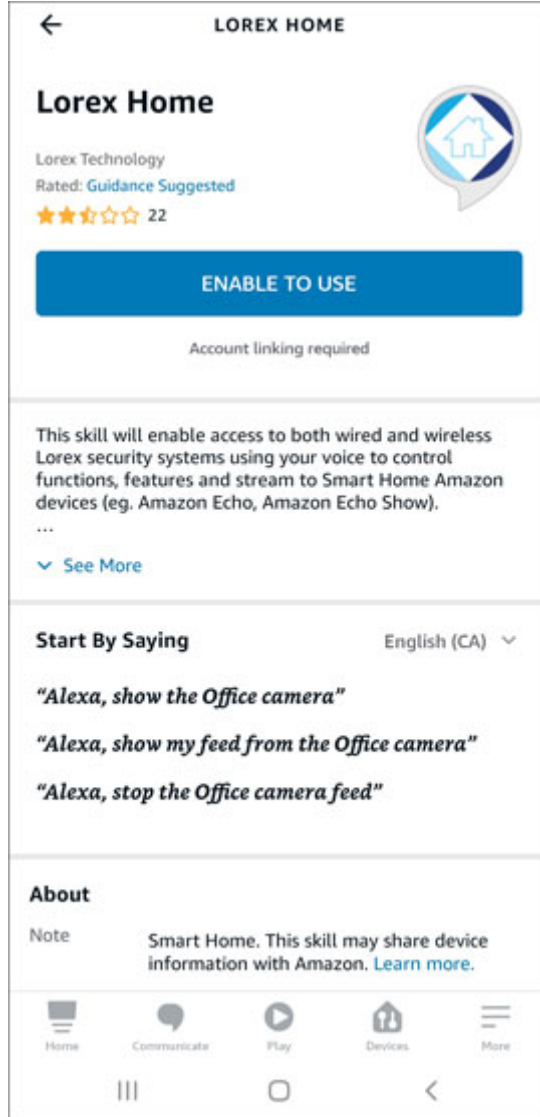 LOREX HOME
Lorex Home
Lorex Technology
Rated: Guidance Suggested
22
ENABLE TO USE
Account linking required
This skill will enable access to both wired and wireless
Lorex security systems using your voice to control
functions, features and stream to Smart Home Amazon
devices (eg. Amazon Echo, Amazon Echo Show).
...
See More
Start By Saying English (CA)
“Alexa, show the Office camera”
“Alexa, show my feed from the Office camera”
“Alexa, stop the Office camera feed”
About
Note Smart Home. This skill may share device
information with Amazon. Learn more.
Home Communicate Play Devices More